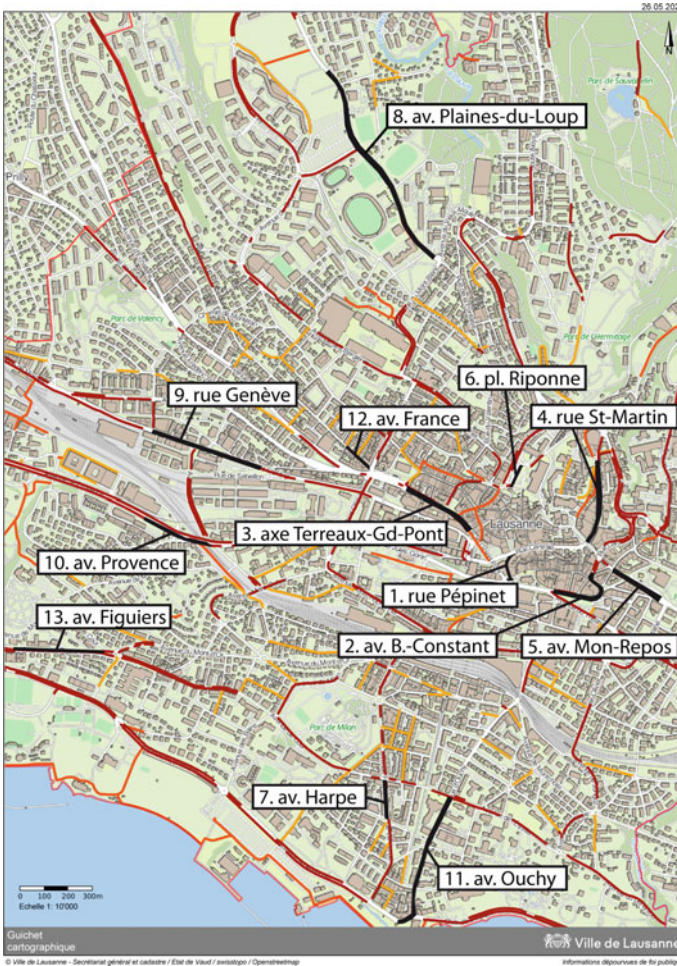 26.05.202
N
Parc de Sauvabelin
8. av. Plaines-du-Loup
Prilly
Parc de Valency
Parc de l'Hermitage
6. pl. Riponne
9. rue Genève
12. av. France
4. rue St-Martin
Rue de Sébeillon
Lausanne
3. axe Terreaux-Gd-Pont
10. av. Provence
1. rue Pépinet
13. av. Figuiers
2. av. B.-Constant
5. av. Mon-Repos
Parc de Milan
7. av. Harpe
11. av. Ouchy
0 100 200 300m
Echelle 1: 10'000
Guichet
cartographique
Ville de Lausanne
© Ville de Lausanne - Secrétariat général et cadastre / Etat de Vaud / swisstopo / Openstreetmap
Informations dépourvues de foi publiq